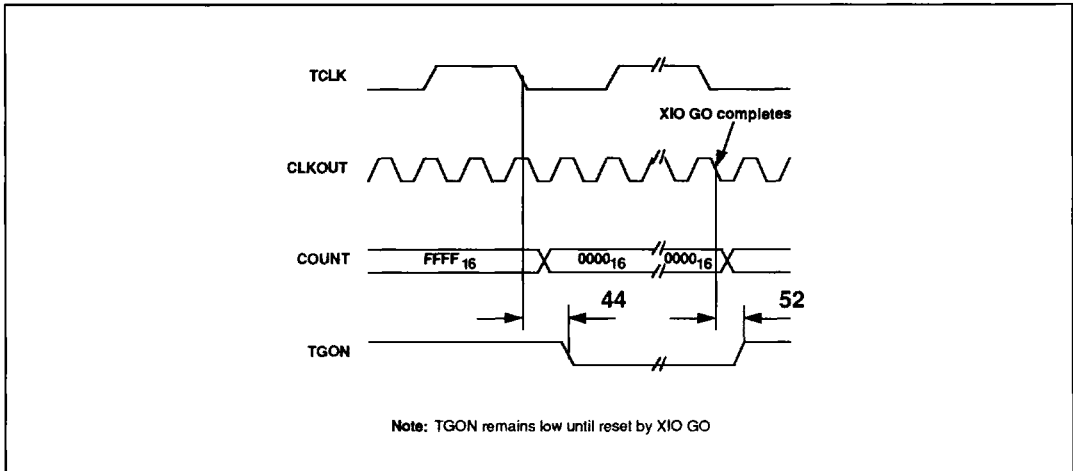 TCLK
XIO GO completes
CLKOUT
COUNT FFFF16 000016 000016
44 52
TGON
Note: TGON remains low until reset by XIO GO